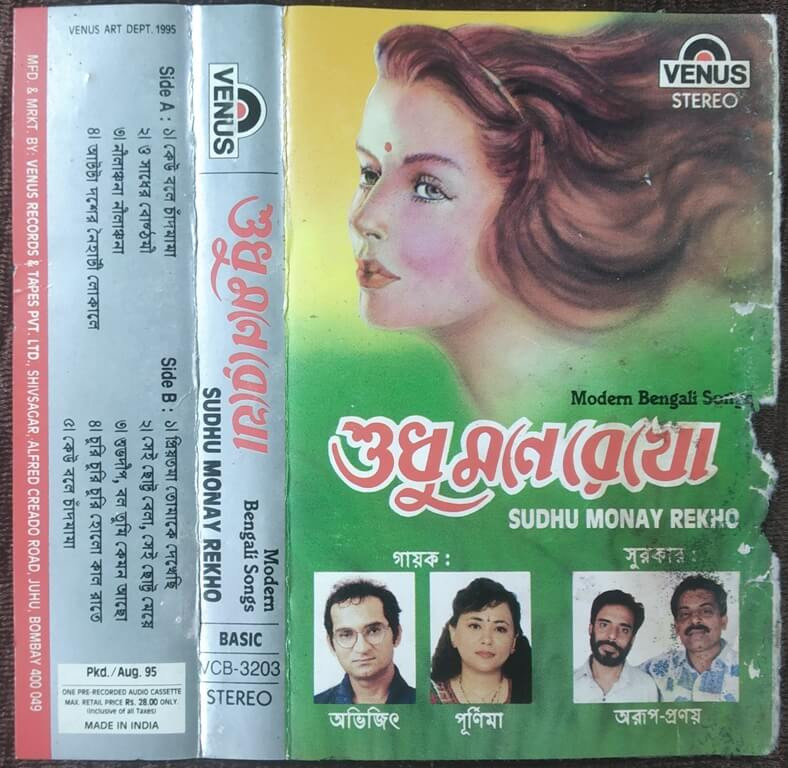 MFD. & MRKT. BY: VENUS RECORDS & TAPES PVT. LTD., SHIVSAGAR, ALFRED CREADO ROAD, JUHU, BOMBAY 400 049
VENUS ART DEPT. 1995
Side A :
১। কেউ বলে চাঁদমামা
২। ও সাধের বোষ্ঠমী
৩। নীলাঞ্জনা নীলাঞ্জনা
৪। আটটা দশের নৈহাটী লোকালে
Side B :
১। প্রিয়তমা তোমাকে দেখেছি
২। সেই ছোট্ট বেলা, সেই ছোট্ট মেয়ে
৩। শুভদীপ, বল তুমি কেমন আছো
৪। চুরি চুরি চুরি হোলো কাল রাতে
৫। কেউ বলে চাঁদমামা
Pkd./Aug. 95
ONE PRE-RECORDED AUDIO CASSETTE
MAX. RETAIL PRICE Rs. 28.00 ONLY.
(Inclusive of all Taxes)
MADE IN INDIA
VENUS
শুধু মনে রেখো
SUDHU MONAY REKHO
Modern
Bengali Songs
BASIC
VCB-3203
STEREO
VENUS
STEREO
Modern Bengali Songs
শুধু মনে রেখো
SUDHU MONAY REKHO
গায়ক :
সুরকার :
অভিজিৎ
পূর্ণিমা
অরূপ-প্রণয়